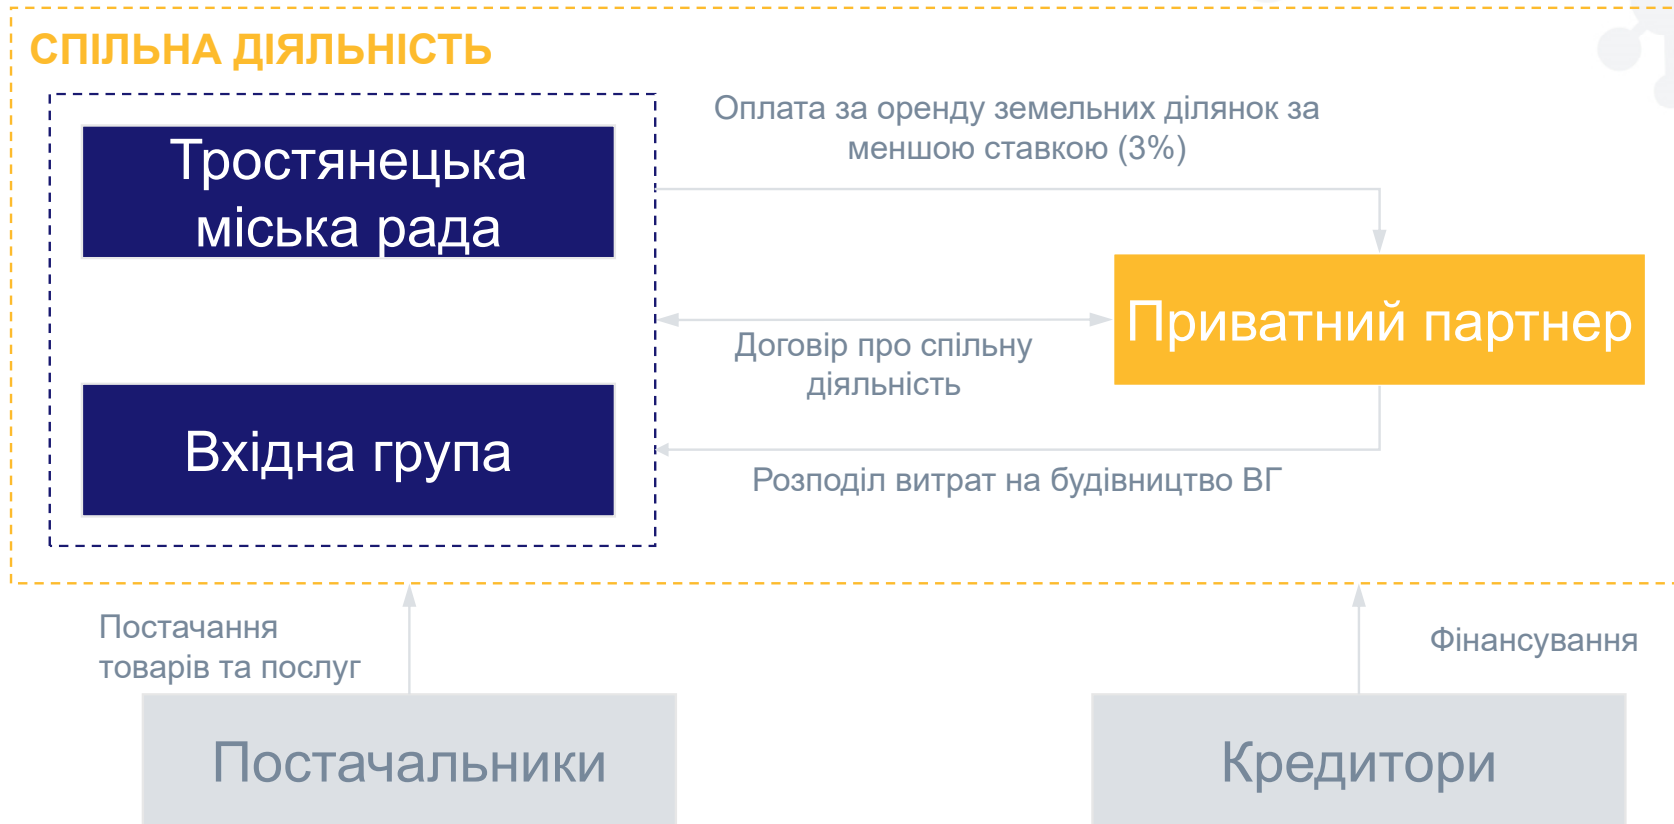 СПІЛЬНА ДІЯЛЬНІСТЬ
Тростянецька
міська рада
Оплата за оренду земельних ділянок за
меншою ставкою (3%)
Приватний партнер
Договір про спільну
діяльність
Вхідна група
Розподіл витрат на будівництво ВГ
Постачання
товарів та послуг
Фінансування
Постачальники
Кредитори